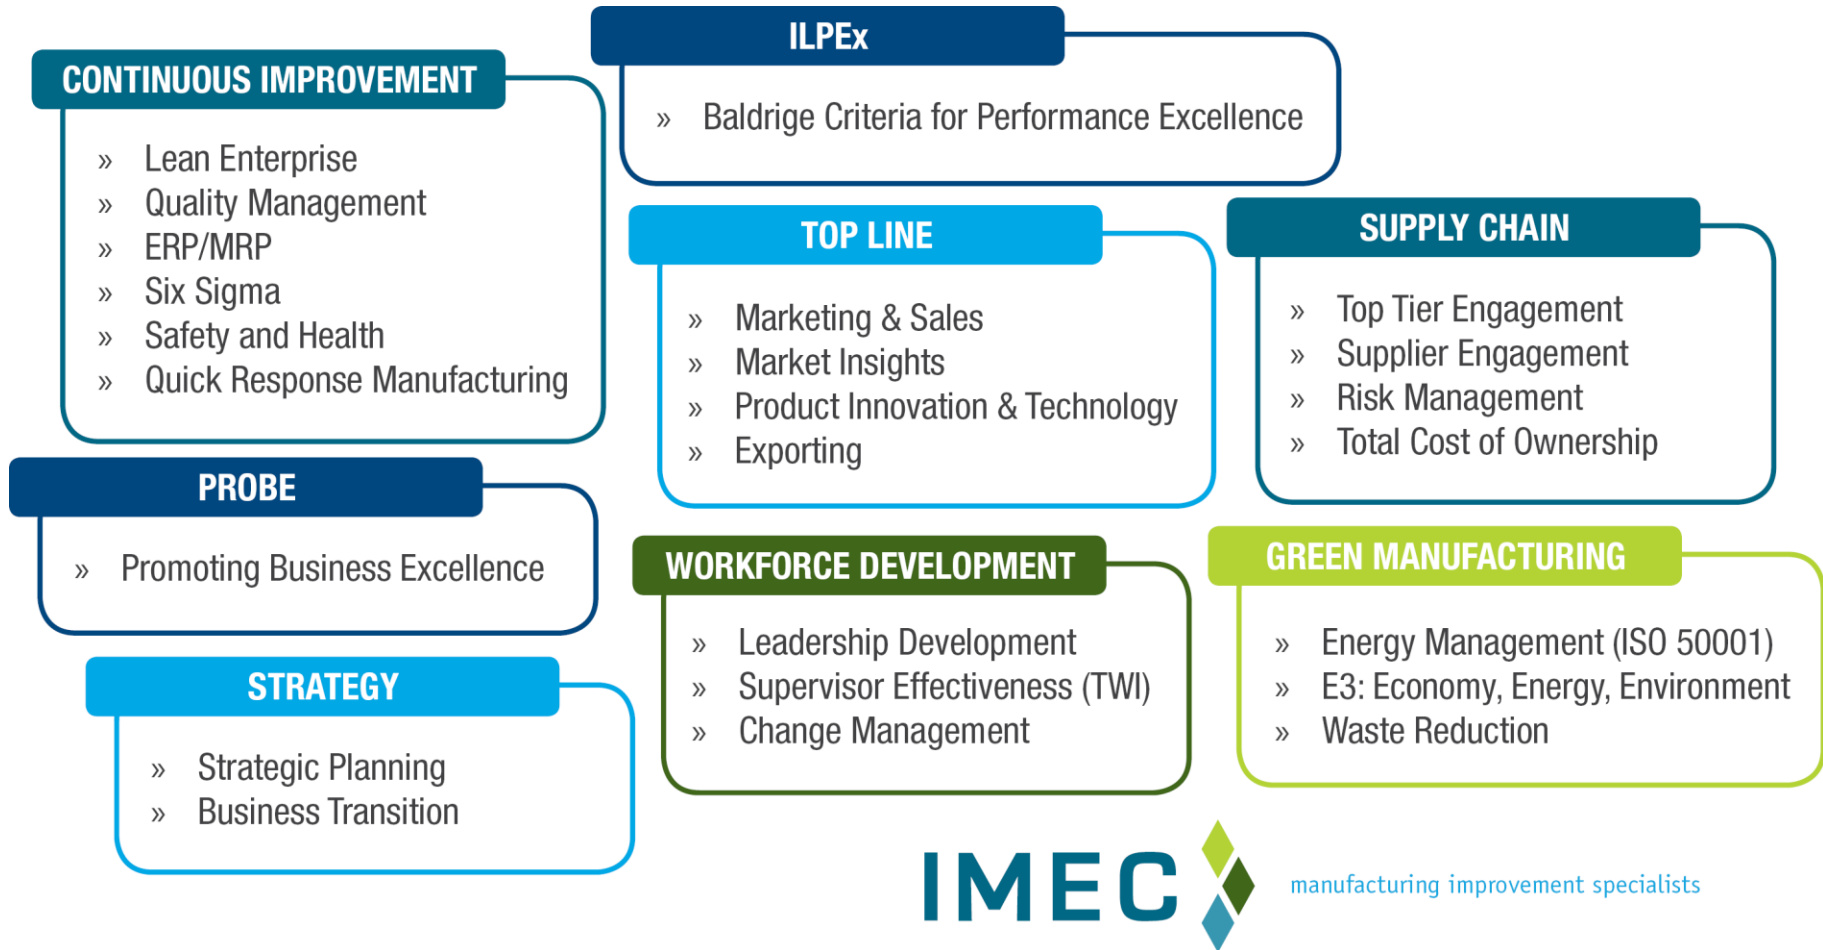 ILPEx
» Baldrige Criteria for Performance Excellence
CONTINUOUS IMPROVEMENT
» Lean Enterprise
» Quality Management
» ERP/MRP
» Six Sigma
» Safety and Health
» Quick Response Manufacturing
TOP LINE
» Marketing & Sales
» Market Insights
» Product Innovation & Technology
» Exporting
SUPPLY CHAIN
» Top Tier Engagement
» Supplier Engagement
» Risk Management
» Total Cost of Ownership
PROBE
» Promoting Business Excellence
WORKFORCE DEVELOPMENT
» Leadership Development
» Supervisor Effectiveness (TWI)
» Change Management
GREEN MANUFACTURING
» Energy Management (ISO 50001)
» E3: Economy, Energy, Environment
» Waste Reduction
STRATEGY
» Strategic Planning
» Business Transition
IMEC
manufacturing improvement specialists